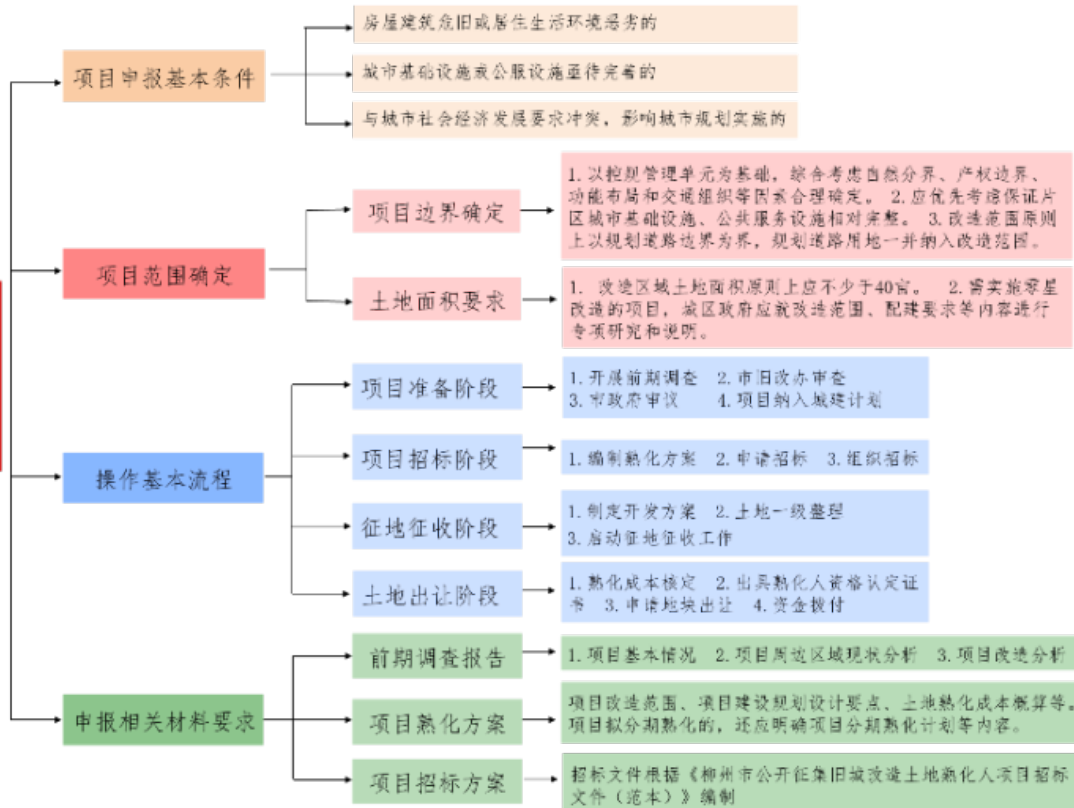 项目申报基本条件
房屋建筑危旧或居住生活环境恶劣的
城市基础设施或公服设施亟待完善的
与城市社会经济发展要求冲突，影响城市规划实施的
项目范围确定
项目边界确定
1. 以控规管理单元为基础，综合考虑自然分界、产权边界、
功能布局和交通组织等因素合理确定。 2. 应优先考虑保证片
区城市基础设施、公共服务设施相对完整。 3. 改造范围原则
上以规划道路边界为界，规划道路用地一并纳入改造范围。
土地面积要求
1. 改造区域土地面积原则上应不少于40亩。 2. 需实施零星
改造的项目，城区政府应就改造范围、配建要求等内容进行
专项研究和说明。
操作基本流程
项目准备阶段
1. 开展前期调查 2. 市旧改办审查
3. 市政府审议 4. 项目纳入城建计划
项目招标阶段
1. 编制熟化方案 2. 申请招标 3. 组织招标
征地征收阶段
1. 制定开发方案 2. 土地一级整理
3. 启动征地征收工作
土地出让阶段
1. 熟化成本核定 2. 出具熟化人资格认定证
书 3. 申请地块出让 4. 资金拨付
申报相关材料要求
前期调查报告
1. 项目基本情况 2. 项目周边区域现状分析 3. 项目改造分析
项目熟化方案
项目改造范围、项目建设规划设计要点、土地熟化成本概算等。
项目拟分期熟化的，还应明确项目分期熟化计划等内容。
项目招标方案
招标文件根据《柳州市公开征集旧城改造土地熟化人项目招标
文件（范本）》编制